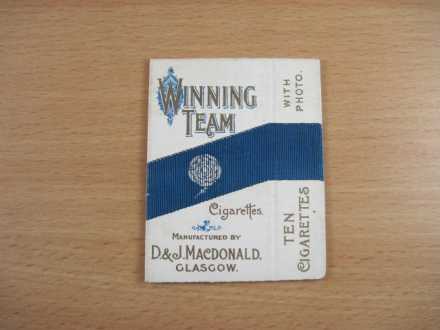 WINNING
TEAM
Cigarettes.
MANUFACTURED BY
D&J. MACDONALD.
GLASGOW.
WITH
PHOTO.
TEN
CIGARETTES